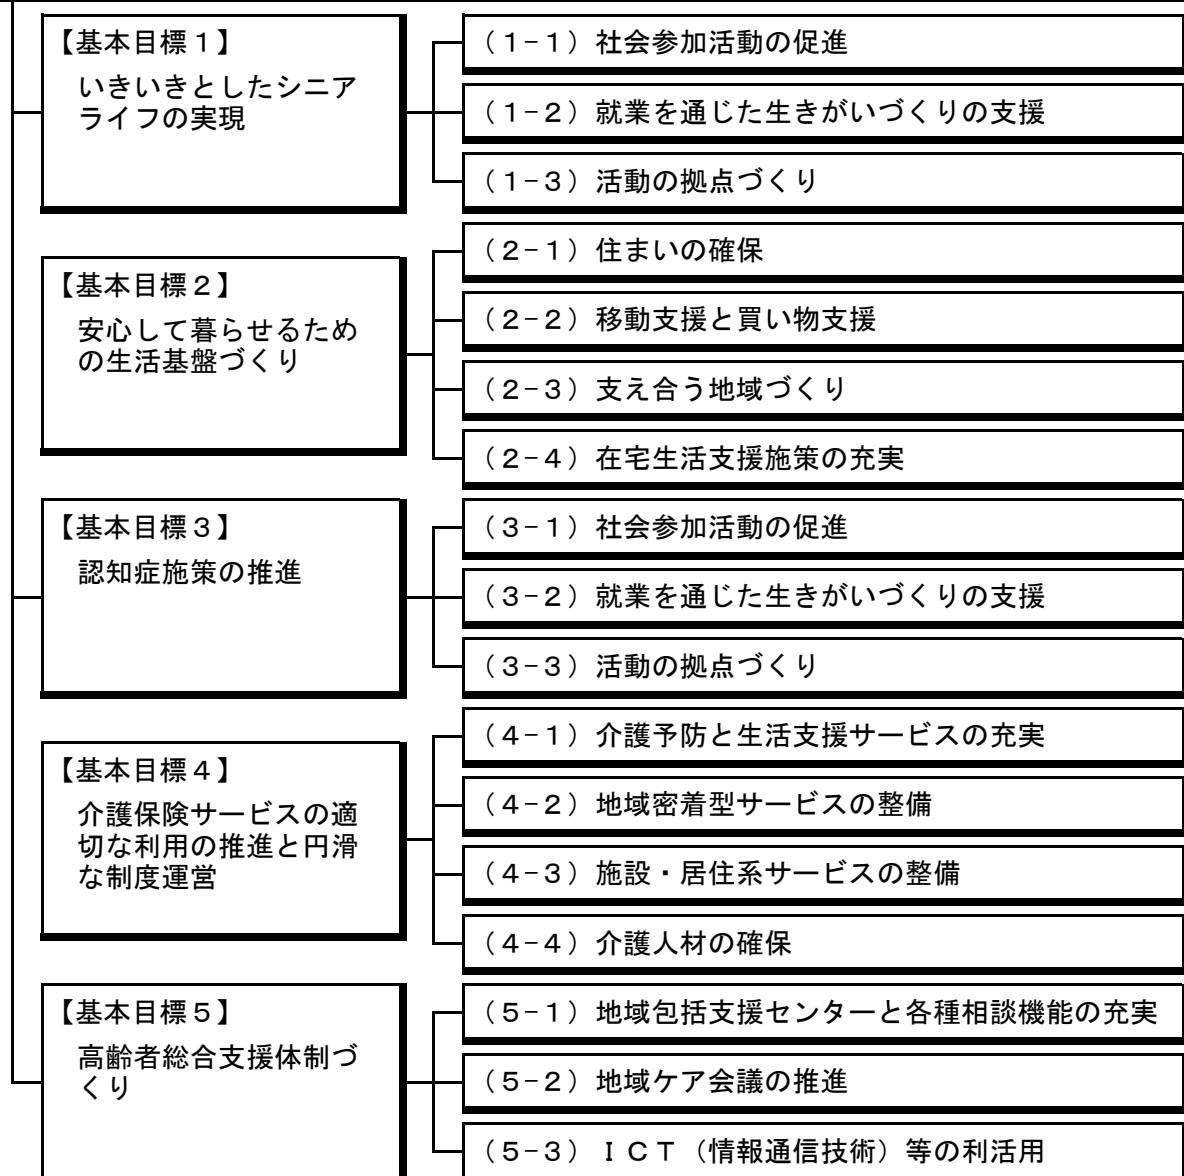 【基本目標１】
いきいきとしたシニア
ライフの実現
（１−１）社会参加活動の促進
（１−２）就業を通じた生きがいづくりの支援
（１−３）活動の拠点づくり
【基本目標２】
安心して暮らせるため
の生活基盤づくり
（２−１）住まいの確保
（２−２）移動支援と買い物支援
（２−３）支え合う地域づくり
（２−４）在宅生活支援施策の充実
【基本目標３】
認知症施策の推進
（３−１）社会参加活動の促進
（３−２）就業を通じた生きがいづくりの支援
（３−３）活動の拠点づくり
【基本目標４】
介護保険サービスの適
切な利用の推進と円滑
な制度運営
（４−１）介護予防と生活支援サービスの充実
（４−２）地域密着型サービスの整備
（４−３）施設・居住系サービスの整備
（４−４）介護人材の確保
【基本目標５】
高齢者総合支援体制づ
くり
（５−１）地域包括支援センターと各種相談機能の充実
（５−２）地域ケア会議の推進
（５−３）ＩＣＴ（情報通信技術）等の利活用